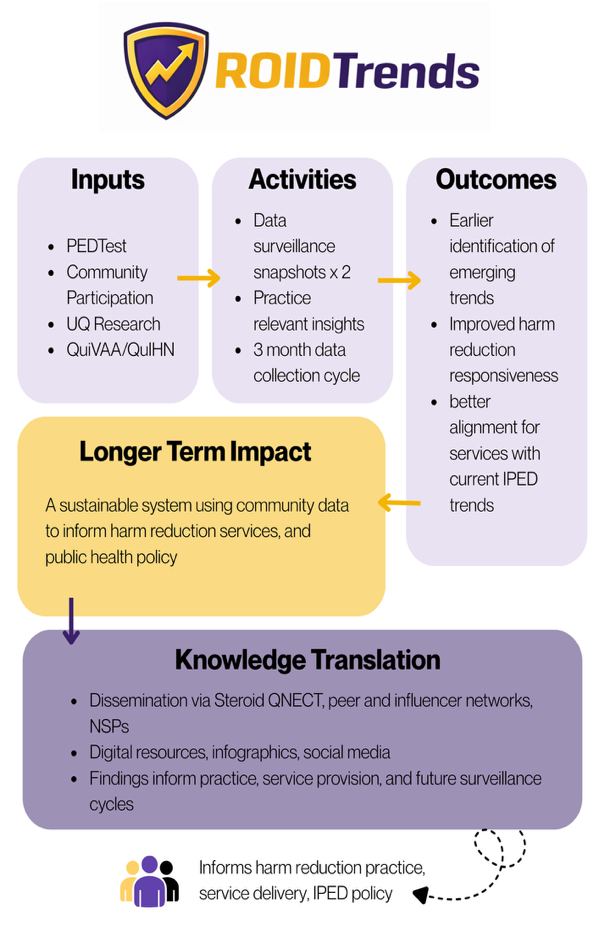 ROIDTrends
Inputs
PEDTest
Community
Participation
UQ Research
QuiVAA/QuIHN
Activities
Data
surveillance
snapshots x 2
Practice
relevant insights
3 month data
collection cycle
Outcomes
Earlier
identification of
emerging
trends
Improved harm
reduction
responsiveness
better
alignment for
services with
current IPED
trends
Longer Term Impact
A sustainable system using community data
to inform harm reduction services, and
public health policy
Knowledge Translation
Dissemination via Steroid QNECT, peer and influencer networks,
NSPs
Digital resources, infographics, social media
Findings inform practice, service provision, and future surveillance
cycles
Informs harm reduction practice,
service delivery, IPED policy